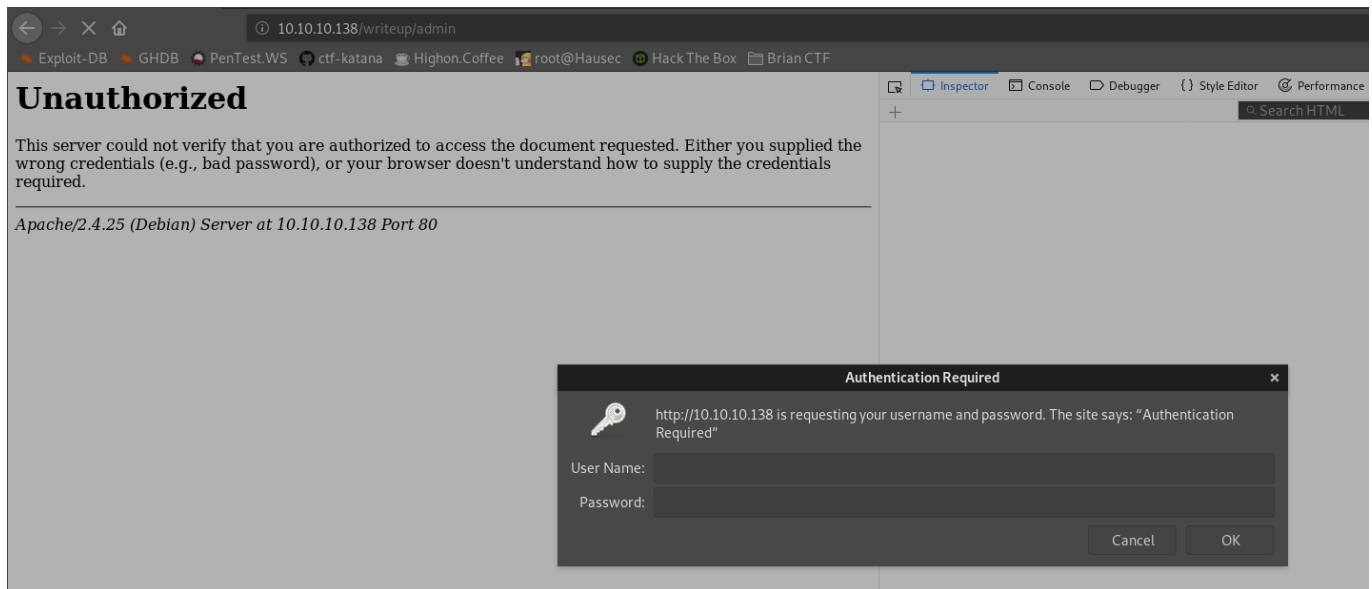 10.10.10.138/writeup/admin
Exploit-DB GHDB PenTest.WS ctf-katana Highon.Coffee root@Hausec Hack The Box Brian CTF
Unauthorized
This server could not verify that you are authorized to access the document requested. Either you supplied the
wrong credentials (e.g., bad password), or your browser doesn't understand how to supply the credentials
required.
Apache/2.4.25 (Debian) Server at 10.10.10.138 Port 80
Inspector Console Debugger {} Style Editor Performance
+ Search HTML
Authentication Required ×
http://10.10.10.138 is requesting your username and password. The site says: “Authentication
Required”
User Name:
Password:
Cancel OK